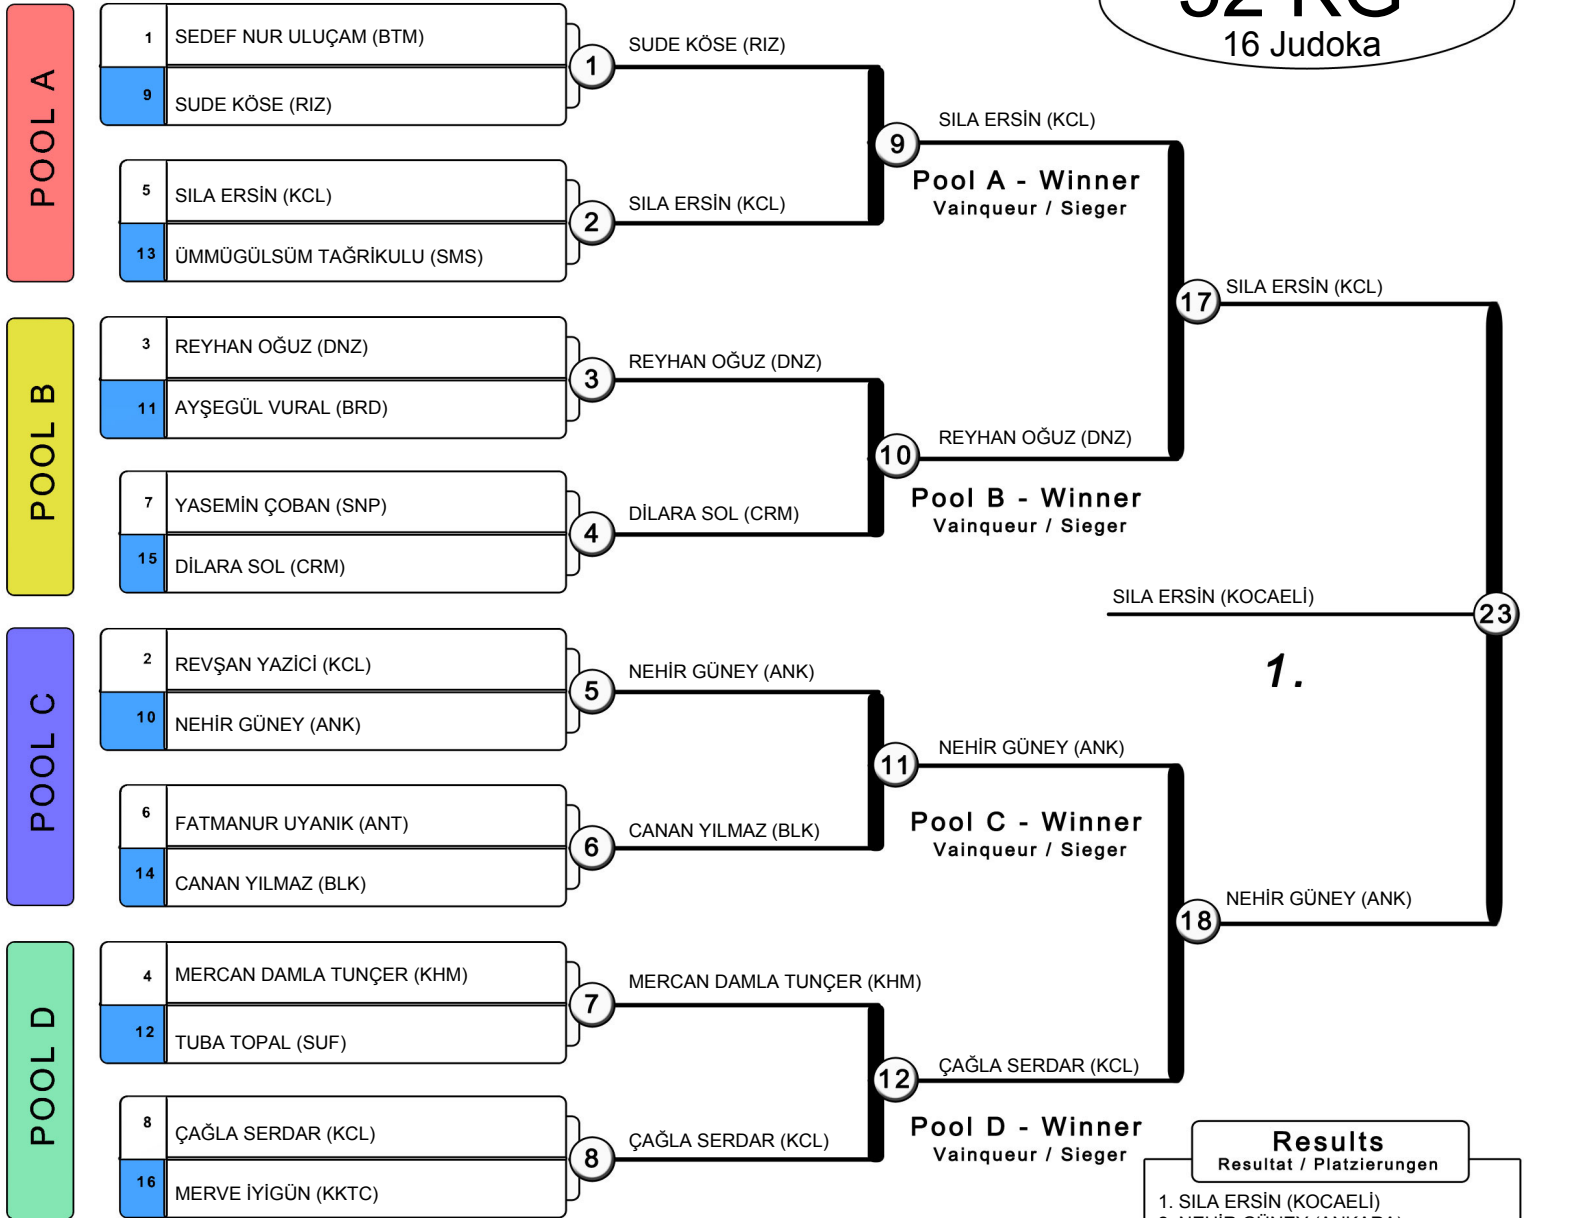 52 KG
16 Judoka
POOL A
1 SEDEF NUR ULUÇAM (BTM)
9 SUDE KÖSE (RIZ)
1
SUDE KÖSE (RIZ)
5 SILA ERSİN (KCL)
13 ÜMMÜGÜLSÜM TAĞRİKULU (SMS)
2
SILA ERSİN (KCL)
9
SILA ERSİN (KCL)
Pool A - Winner
Vainqueur / Sieger
POOL B
3 REYHAN OĞUZ (DNZ)
11 AYŞEGÜL VURAL (BRD)
3
REYHAN OĞUZ (DNZ)
7 YASEMİN ÇOBAN (SNP)
15 DİLARA SOL (CRM)
4
DİLARA SOL (CRM)
10
REYHAN OĞUZ (DNZ)
Pool B - Winner
Vainqueur / Sieger
17
SILA ERSİN (KCL)
POOL C
2 REVŞAN YAZİCİ (KCL)
10 NEHİR GÜNEY (ANK)
5
NEHİR GÜNEY (ANK)
6 FATMANUR UYANIK (ANT)
14 CANAN YILMAZ (BLK)
6
CANAN YILMAZ (BLK)
11
NEHİR GÜNEY (ANK)
Pool C - Winner
Vainqueur / Sieger
POOL D
4 MERCAN DAMLA TUNÇER (KHM)
12 TUBA TOPAL (SUF)
7
MERCAN DAMLA TUNÇER (KHM)
8 ÇAĞLA SERDAR (KCL)
16 MERVE İYİGÜN (KKTC)
8
ÇAĞLA SERDAR (KCL)
12
ÇAĞLA SERDAR (KCL)
Pool D - Winner
Vainqueur / Sieger
18
NEHİR GÜNEY (ANK)
SILA ERSİN (KOCAELİ)
23
1.
Results
Resultat / Platzierungen
1. SILA ERSİN (KOCAELİ)
2. NEHİR GÜNEY (ANKARA)